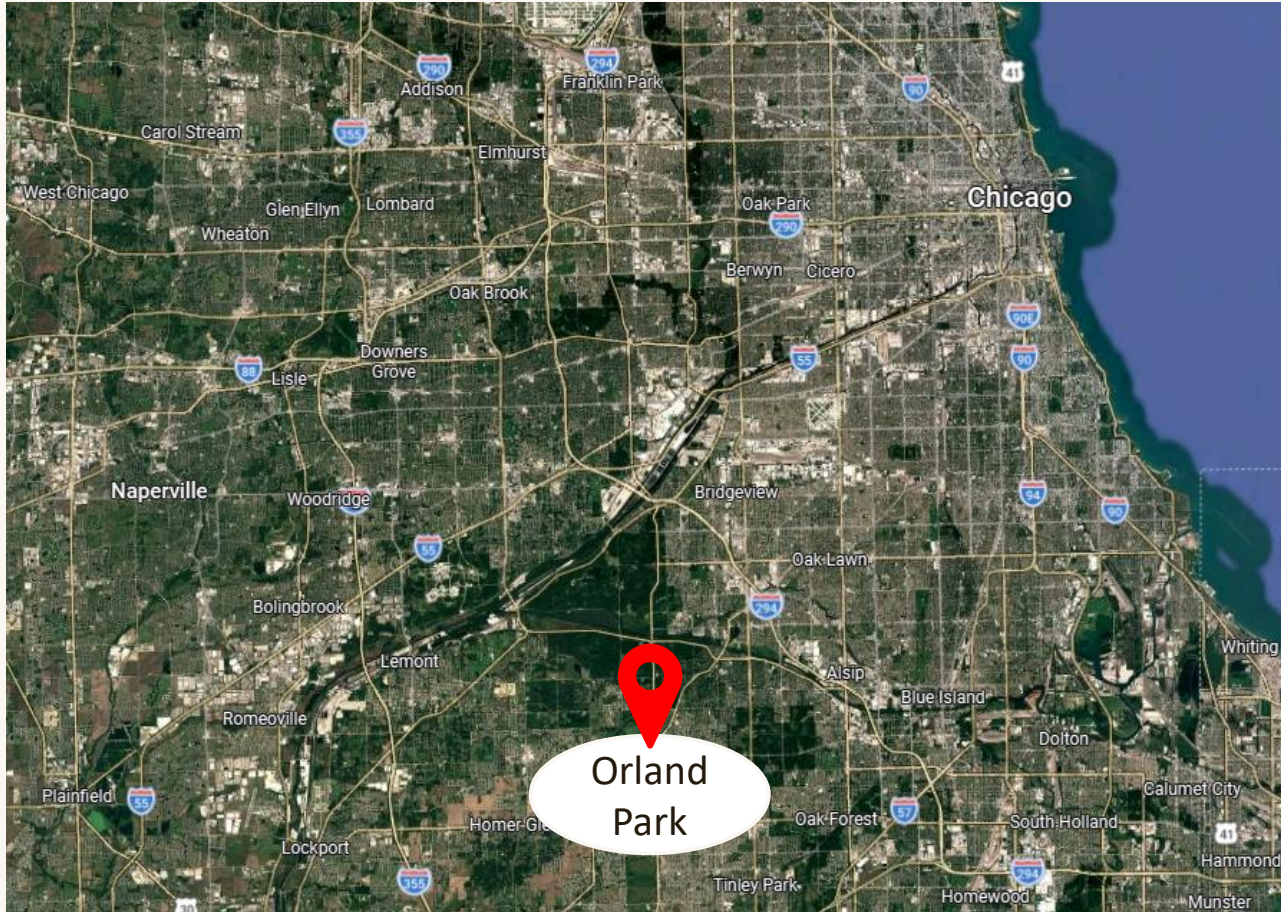 41
290
294
Franklin Park
Addison
90
Carol Stream
355
Elmhurst
West Chicago
Glen Ellyn
Lombard
Oak Park
Chicago
Wheaton
290
Berwyn
Cicero
Oak Brook
90E
Downers
Grove
55
90
88
Lisle
Naperville
Woodridge
Bridgeview
94
90
55
Oak Lawn
Bolingbrook
294
Lemont
Alsip
Whiting
Blue Island
Romeoville
Dolton
Orland
Park
Plainfield
55
Calumet City
Oak Forest
57
South Holland
41
Lockport
Hammond
355
Tinley Park
294
Homewood
30
Munster